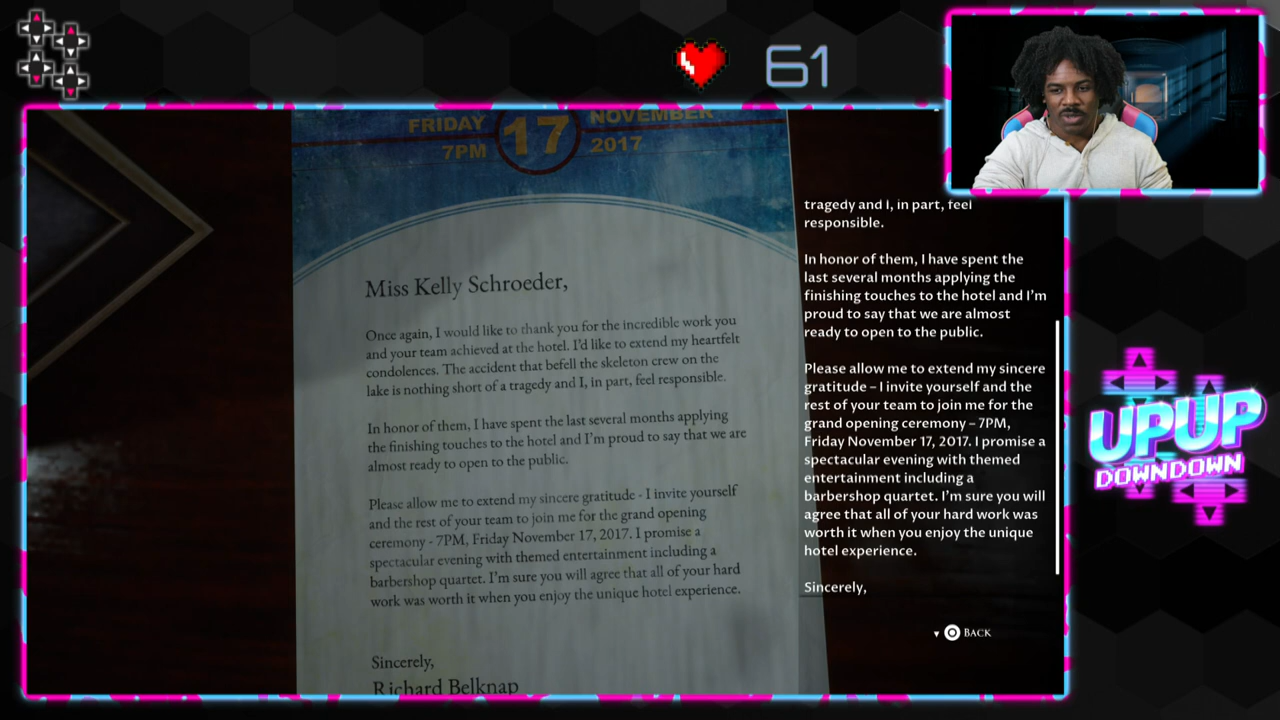 61
FRIDAY 17 NOVEMBER
7PM 2017
Miss Kelly Schroeder,
Once again, I would like to thank you for the incredible work you
and your team achieved at the hotel. I'd like to extend my heartfelt
condolences. The accident that befell the skeleton crew on the
lake is nothing short of a tragedy and I, in part, feel responsible.
In honor of them, I have spent the last several months applying
the finishing touches to the hotel and I'm proud to say that we are
almost ready to open to the public.
Please allow me to extend my sincere gratitude - I invite yourself
and the rest of your team to join me for the grand opening
ceremony - 7PM, Friday November 17, 2017. I promise a
spectacular evening with themed entertainment including a
barbershop quartet. I'm sure you will agree that all of your hard
work was worth it when you enjoy the unique hotel experience.
Sincerely,
Richard Belknap
tragedy and I, in part, feel
responsible.
In honor of them, I have spent the
last several months applying the
finishing touches to the hotel and I'm
proud to say that we are almost
ready to open to the public.
Please allow me to extend my sincere
gratitude – I invite yourself and the
rest of your team to join me for the
grand opening ceremony – 7PM,
Friday November 17, 2017. I promise a
spectacular evening with themed
entertainment including a
barbershop quartet. I'm sure you will
agree that all of your hard work was
worth it when you enjoy the unique
hotel experience.
Sincerely,
BACK
UPUP
DOWNDOWN